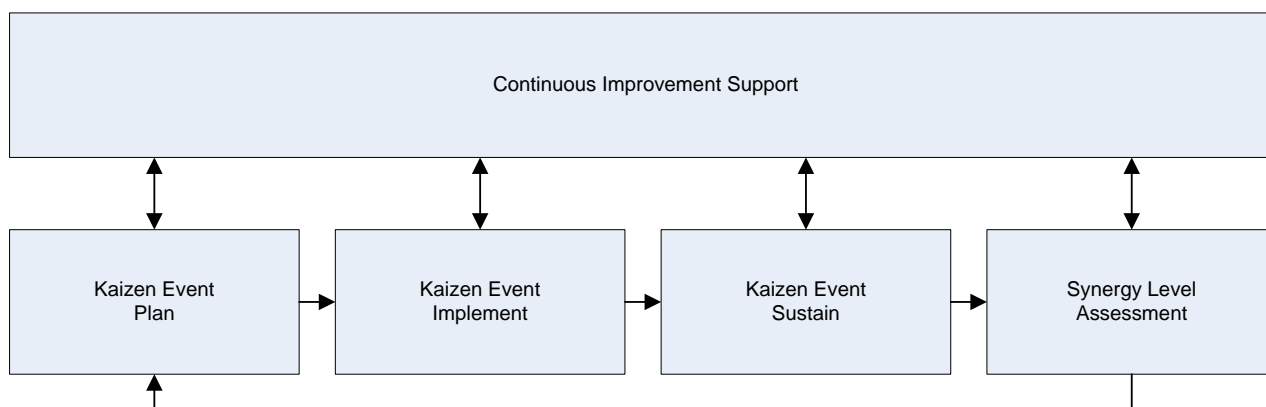 Continuous Improvement Support
Kaizen Event
Plan
Kaizen Event
Implement
Kaizen Event
Sustain
Synergy Level
Assessment